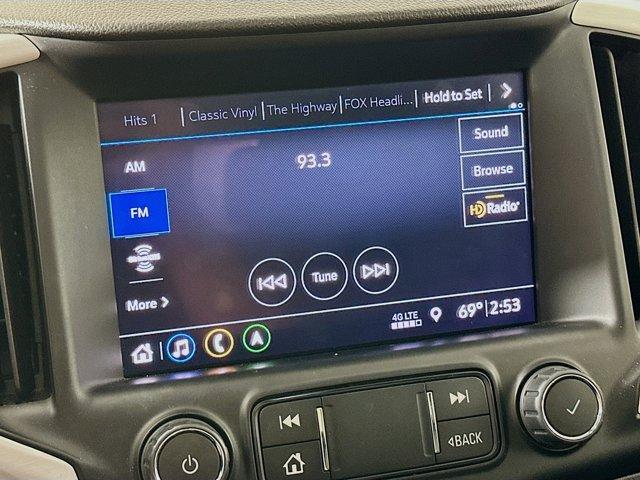 Hits 1 Classic Vinyl The Highway FOX Headli... Hold to Set
AM
93.3
Sound
FM
Browse
HD Radio
SiriusXM
Tune
More
4G LTE
69° 2:53
BACK